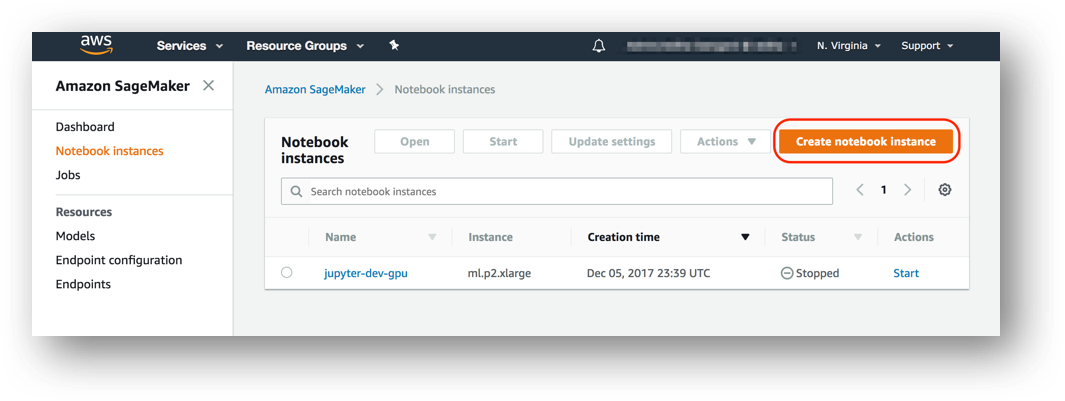 aws Services Resource Groups N. Virginia Support
Amazon SageMaker
Amazon SageMaker > Notebook instances
Dashboard
Notebook instances
Jobs
Resources
Models
Endpoint configuration
Endpoints
Notebook
instances
Open Start Update settings Actions Create notebook instance
Search notebook instances
1
Name Instance Creation time Status Actions
jupyter-dev-gpu ml.p2.xlarge Dec 05, 2017 23:39 UTC Stopped Start